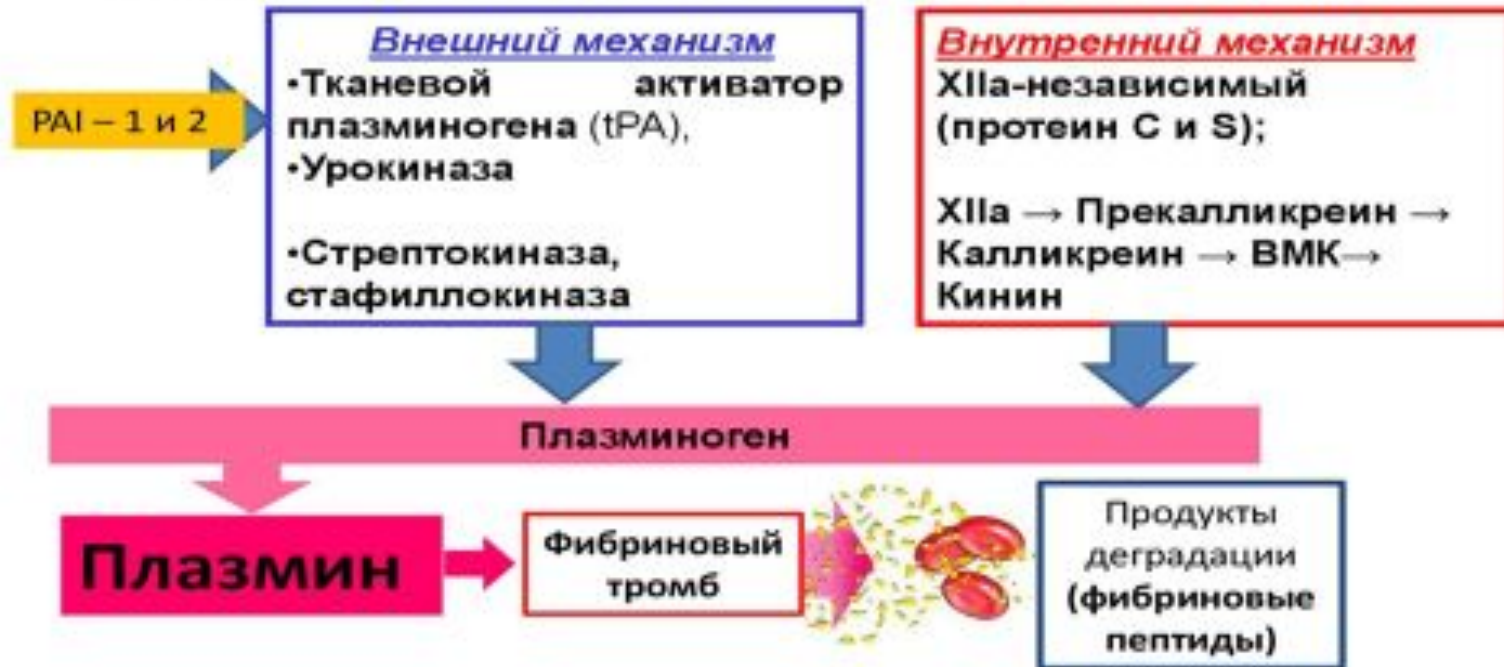 PAI – 1 и 2
Внешний механизм
•Тканевой активатор
плазминогена (tPA),
•Урокиназа
•Стрептокиназа,
стафиллокиназа
Внутренний механизм
XIIa-независимый
(протеин С и S);
XIIa → Прекалликреин →
Калликреин → ВМК→
Кинин
Плазминоген
Плазмин
Фибриновый
тромб
Продукты
деградации
(фибриновые
пептиды)